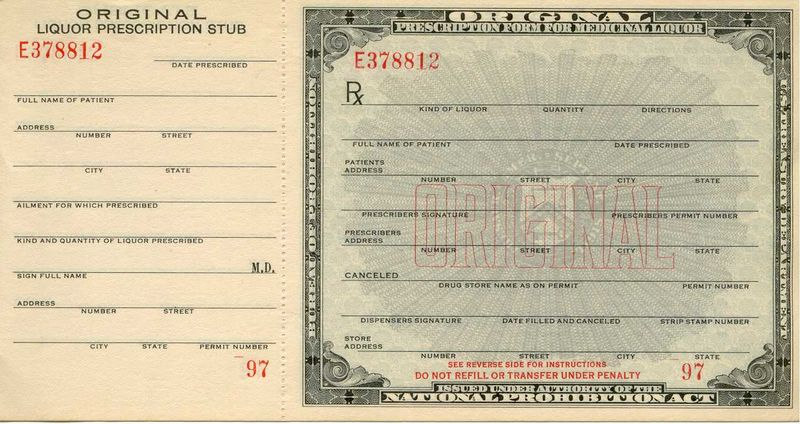 ORIGINAL
LIQUOR PRESCRIPTION STUB
E378812
DATE PRESCRIBED
FULL NAME OF PATIENT
ADDRESS
NUMBER STREET
CITY STATE
AILMENT FOR WHICH PRESCRIBED
KIND AND QUANTITY OF LIQUOR PRESCRIBED
M.D.
SIGN FULL NAME
ADDRESS
NUMBER STREET
CITY STATE PERMIT NUMBER
97
ORIGINAL
PRESCRIPTION FORM FOR MEDICINAL LIQUOR
E378812
Rx
KIND OF LIQUOR QUANTITY DIRECTIONS
FULL NAME OF PATIENT DATE PRESCRIBED
PATIENTS
ADDRESS
NUMBER STREET CITY STATE
ORIGINAL
PRESCRIBERS SIGNATURE PRESCRIBERS PERMIT NUMBER
PRESCRIBERS
ADDRESS
NUMBER STREET CITY STATE
CANCELED
DRUG STORE NAME AS ON PERMIT PERMIT NUMBER
DISPENSERS SIGNATURE DATE FILLED AND CANCELED STRIP STAMP NUMBER
STORE
ADDRESS
NUMBER STREET CITY STATE
SEE REVERSE SIDE FOR INSTRUCTIONS
DO NOT REFILL OR TRANSFER UNDER PENALTY
97
ISSUED UNDER AUTHORITY OF THE
NATIONAL PROHIBITION ACT